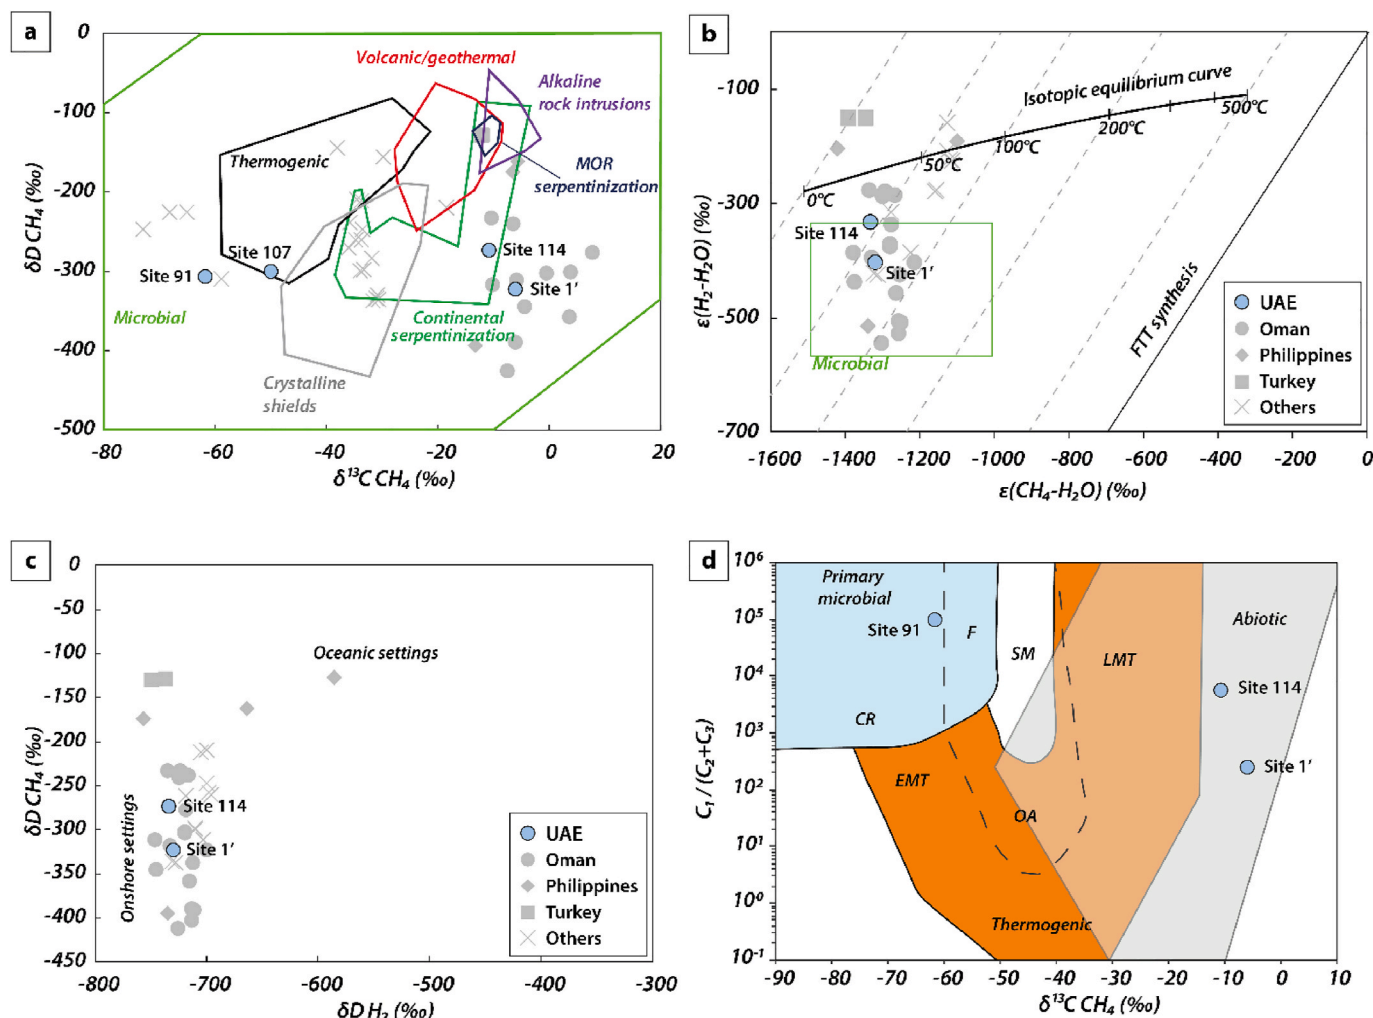 a
0
-100
-200
-300
-400
-500
δD CH₄ (‰)
Volcanic/geothermal
Alkaline
rock intrusions
Thermogenic
MOR
serpentinization
Site 107
Site 91
Site 114
Site 1′
Microbial
Continental
serpentinization
Crystalline
shields
-80 -60 -40 -20 0 20
δ¹³C CH₄ (‰)
b
-100
-300
-500
-700
ε(H₂-H₂O) (‰)
Isotopic equilibrium curve
0°C
50°C
100°C
200°C
500°C
Site 114
Site 1′
Microbial
FTT synthesis
UAE
Oman
Philippines
Turkey
Others
-1600 -1400 -1200 -1000 -800 -600 -400 -200 0
ε(CH₄-H₂O) (‰)
c
0
-50
-100
-150
-200
-250
-300
-350
-400
-450
δD CH₄ (‰)
Oceanic settings
Onshore settings
Site 114
Site 1′
UAE
Oman
Philippines
Turkey
Others
-800 -700 -600 -500 -400 -300
δD H₂ (‰)
d
10⁶
10⁵
10⁴
10³
10²
10¹
10⁰
10⁻¹
C₁ / (C₂+C₃)
Primary
microbial
Site 91
F
SM
LMT
Abiotic
CR
Site 114
Site 1′
EMT
OA
Thermogenic
-90 -80 -70 -60 -50 -40 -30 -20 -10 0 10
δ¹³C CH₄ (‰)